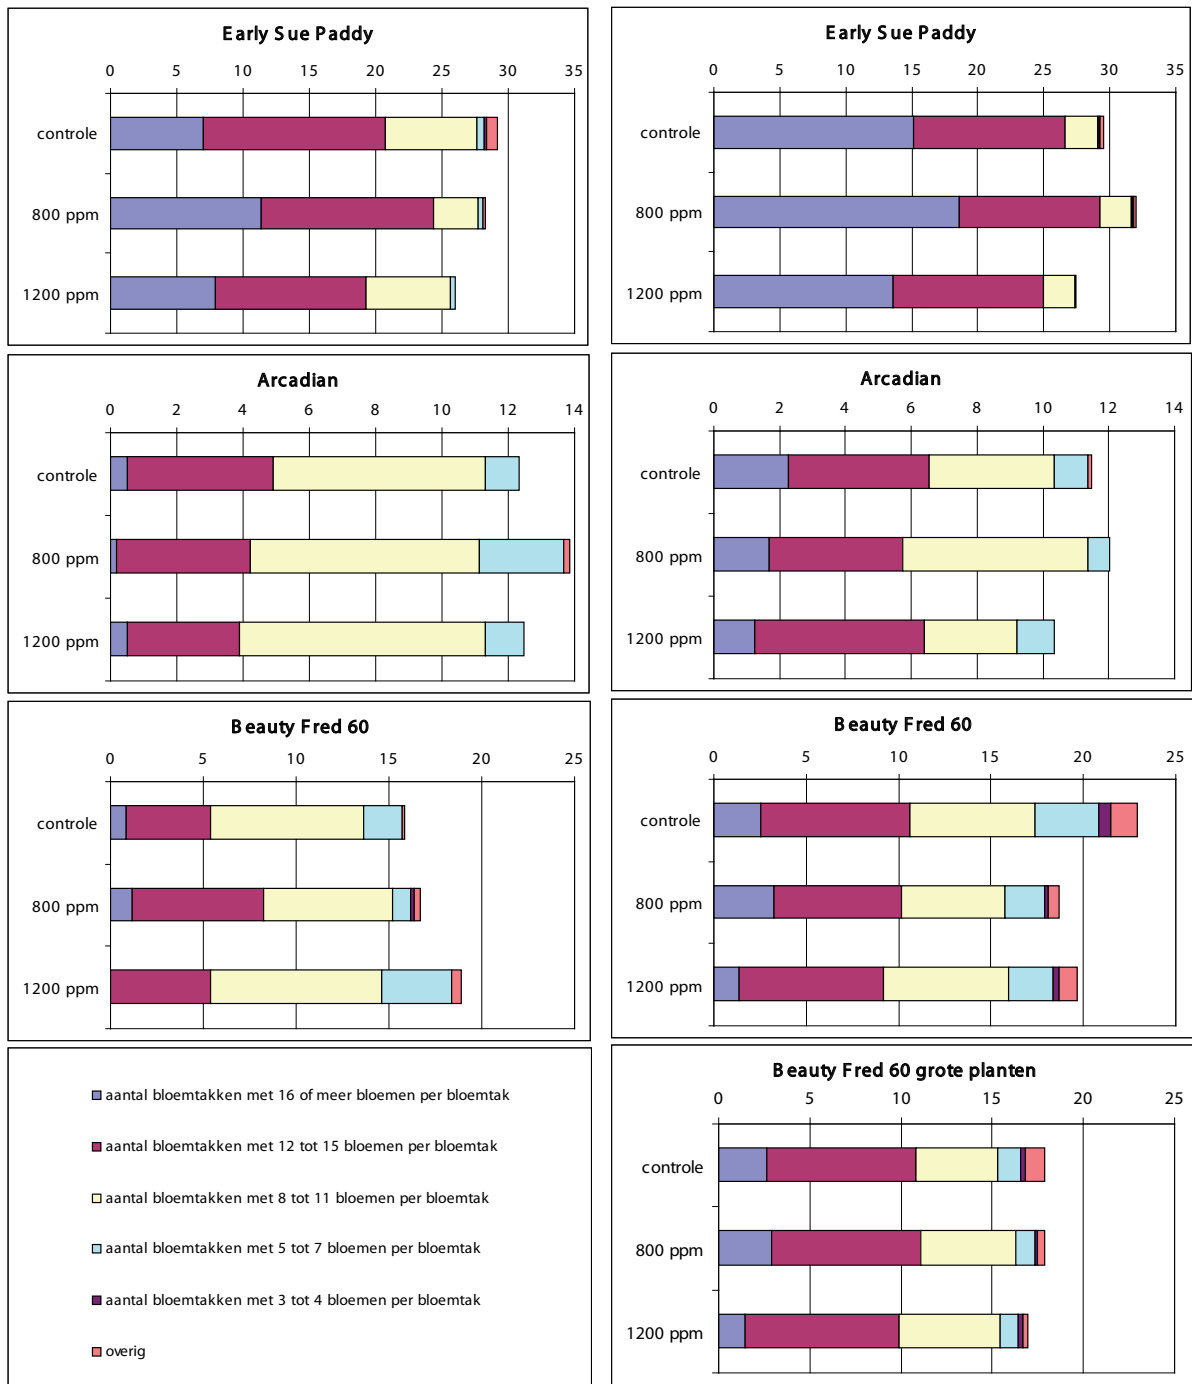 Early Sue Paddy
0 5 10 15 20 25 30 35
controle
800 ppm
1200 ppm
Early Sue Paddy
0 5 10 15 20 25 30 35
controle
800 ppm
1200 ppm
Arcadian
0 2 4 6 8 10 12 14
controle
800 ppm
1200 ppm
Arcadian
0 2 4 6 8 10 12 14
controle
800 ppm
1200 ppm
Beauty Fred 60
0 5 10 15 20 25
controle
800 ppm
1200 ppm
Beauty Fred 60
0 5 10 15 20 25
controle
800 ppm
1200 ppm
aantal bloemtakken met 16 of meer bloemen per bloemtak
aantal bloemtakken met 12 tot 15 bloemen per bloemtak
aantal bloemtakken met 8 tot 11 bloemen per bloemtak
aantal bloemtakken met 5 tot 7 bloemen per bloemtak
aantal bloemtakken met 3 tot 4 bloemen per bloemtak
overig
Beauty Fred 60 grote planten
0 5 10 15 20 25
controle
800 ppm
1200 ppm